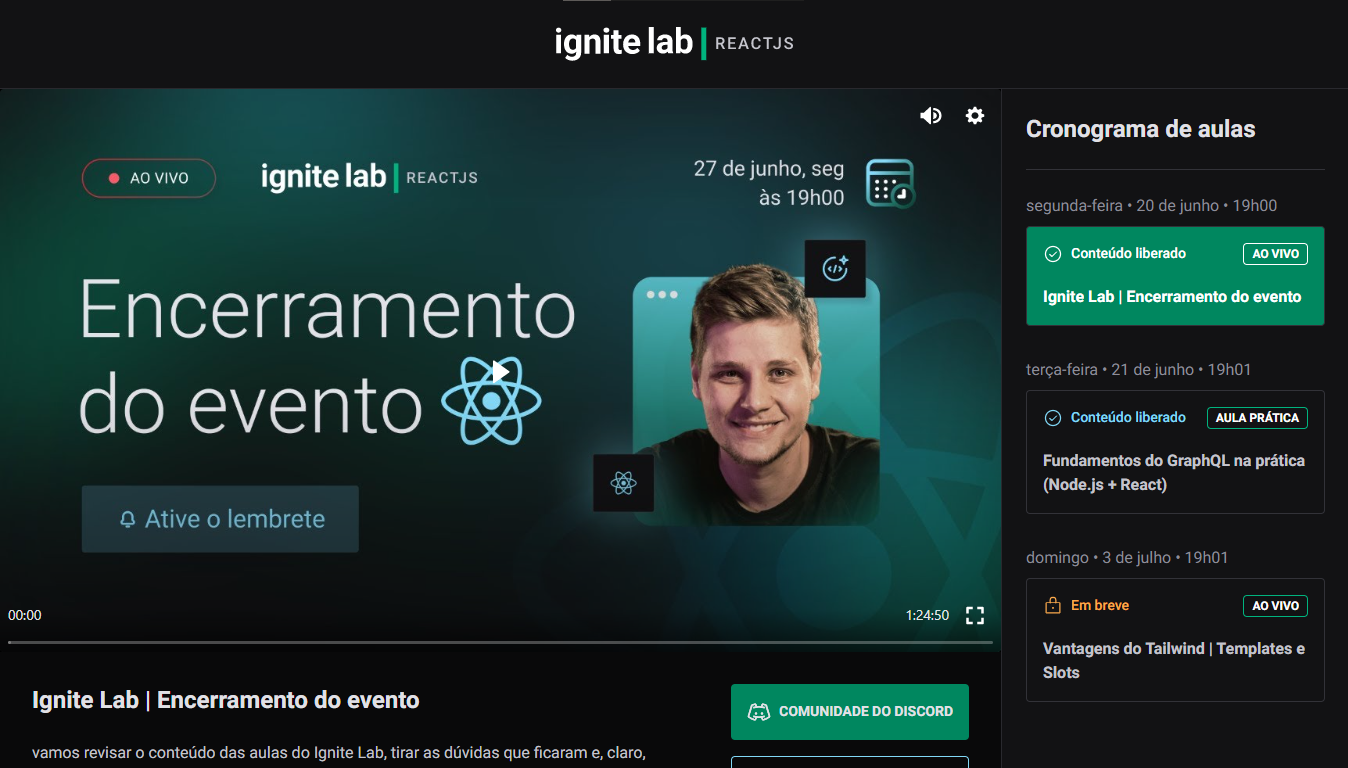 ignite lab | REACTJS
AO VIVO
ignite lab | REACTJS
27 de junho, seg
às 19h00
Encerramento
do evento
Ative o lembrete
00:00
1:24:50
Ignite Lab | Encerramento do evento
vamos revisar o conteúdo das aulas do Ignite Lab, tirar as dúvidas que ficaram e, claro,
COMUNIDADE DO DISCORD
Cronograma de aulas
segunda-feira • 20 de junho • 19h00
Conteúdo liberado
AO VIVO
Ignite Lab | Encerramento do evento
terça-feira • 21 de junho • 19h01
Conteúdo liberado
AULA PRÁTICA
Fundamentos do GraphQL na prática
(Node.js + React)
domingo • 3 de julho • 19h01
Em breve
AO VIVO
Vantagens do Tailwind | Templates e
Slots